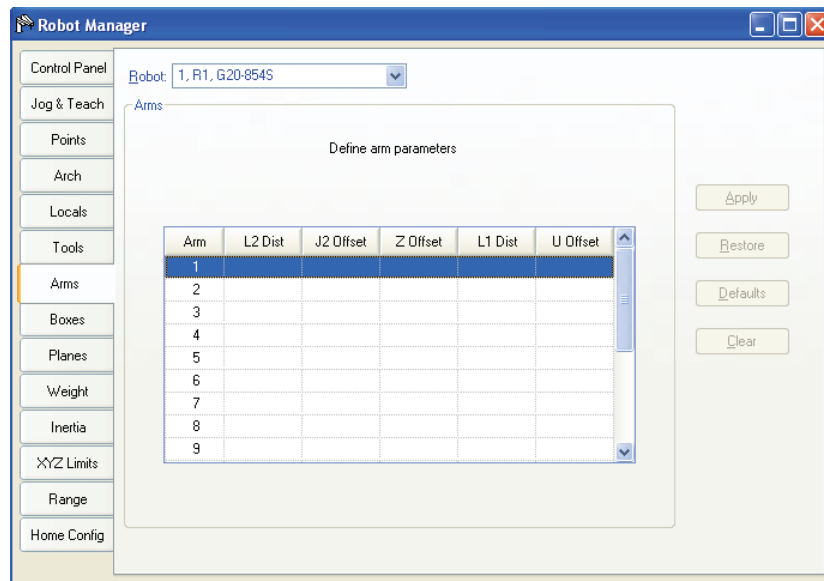 Robot Manager
Control Panel
Jog & Teach
Points
Arch
Locals
Tools
Arms
Boxes
Planes
Weight
Inertia
XYZ Limits
Range
Home Config
Robot: 1, R1, G20-854S
Arms
Define arm parameters
Arm L2 Dist J2 Offset Z Offset L1 Dist U Offset
1
2
3
4
5
6
7
8
9
Apply
Restore
Defaults
Clear